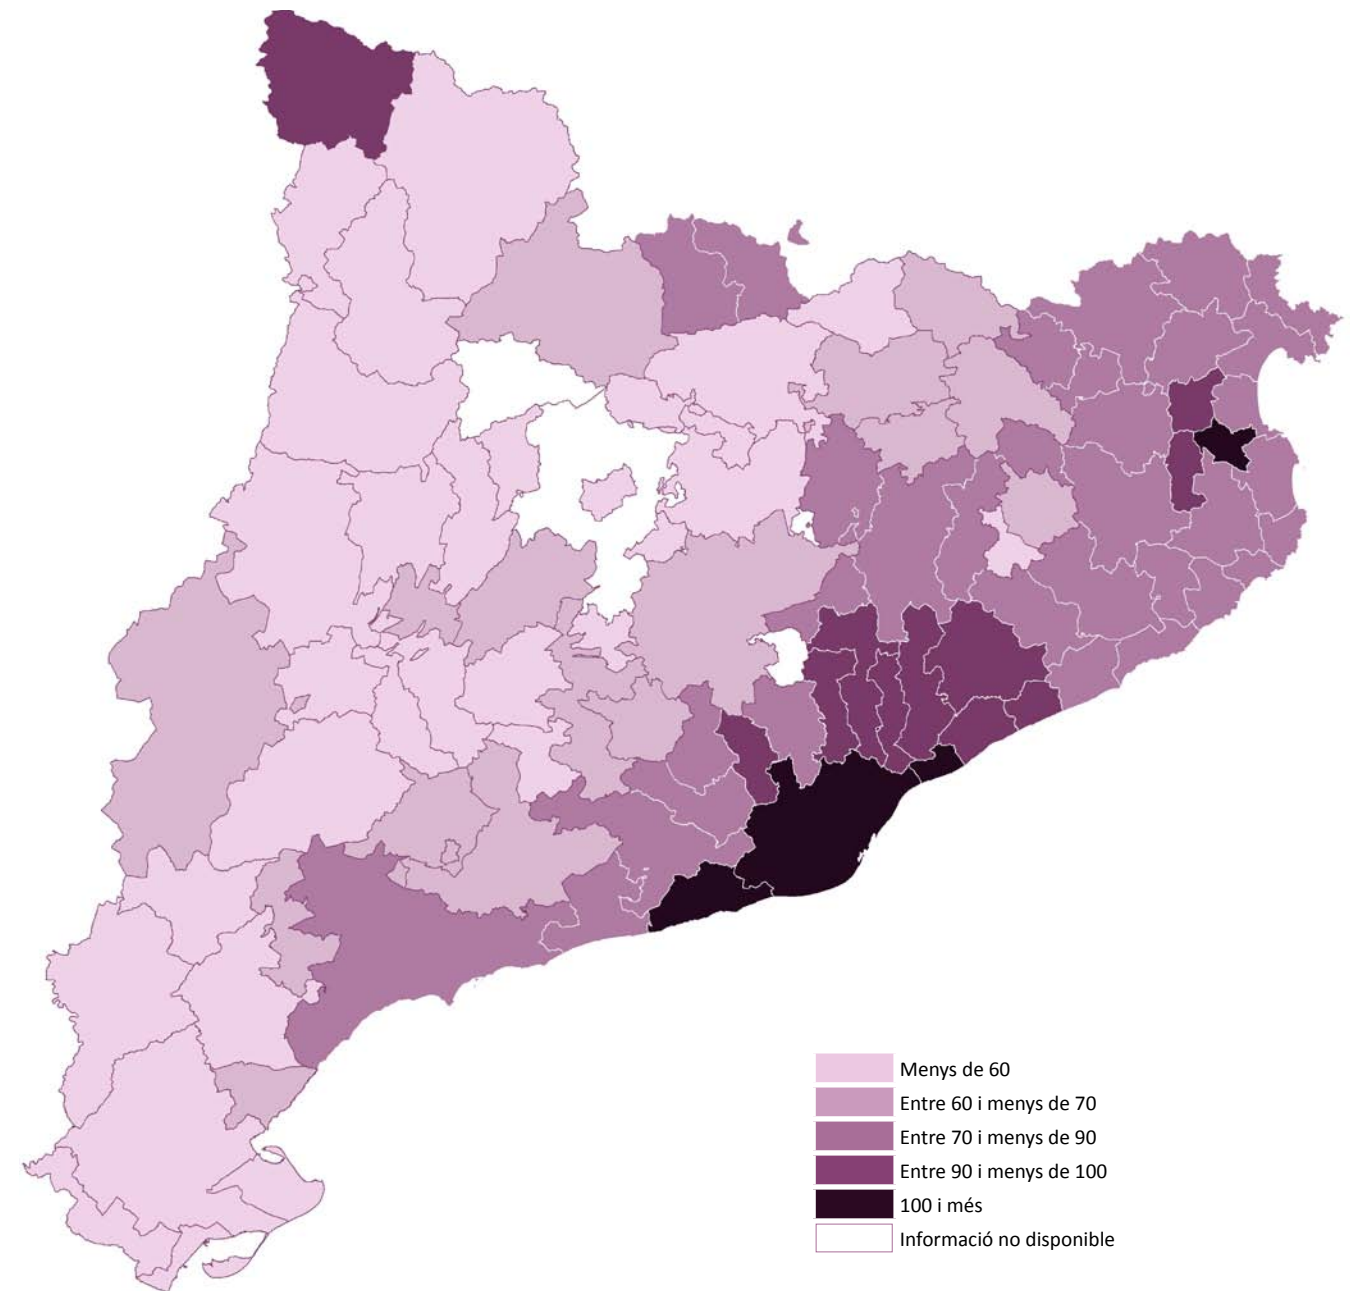 Menys de 60
Entre 60 i menys de 70
Entre 70 i menys de 90
Entre 90 i menys de 100
100 i més
Informació no disponible